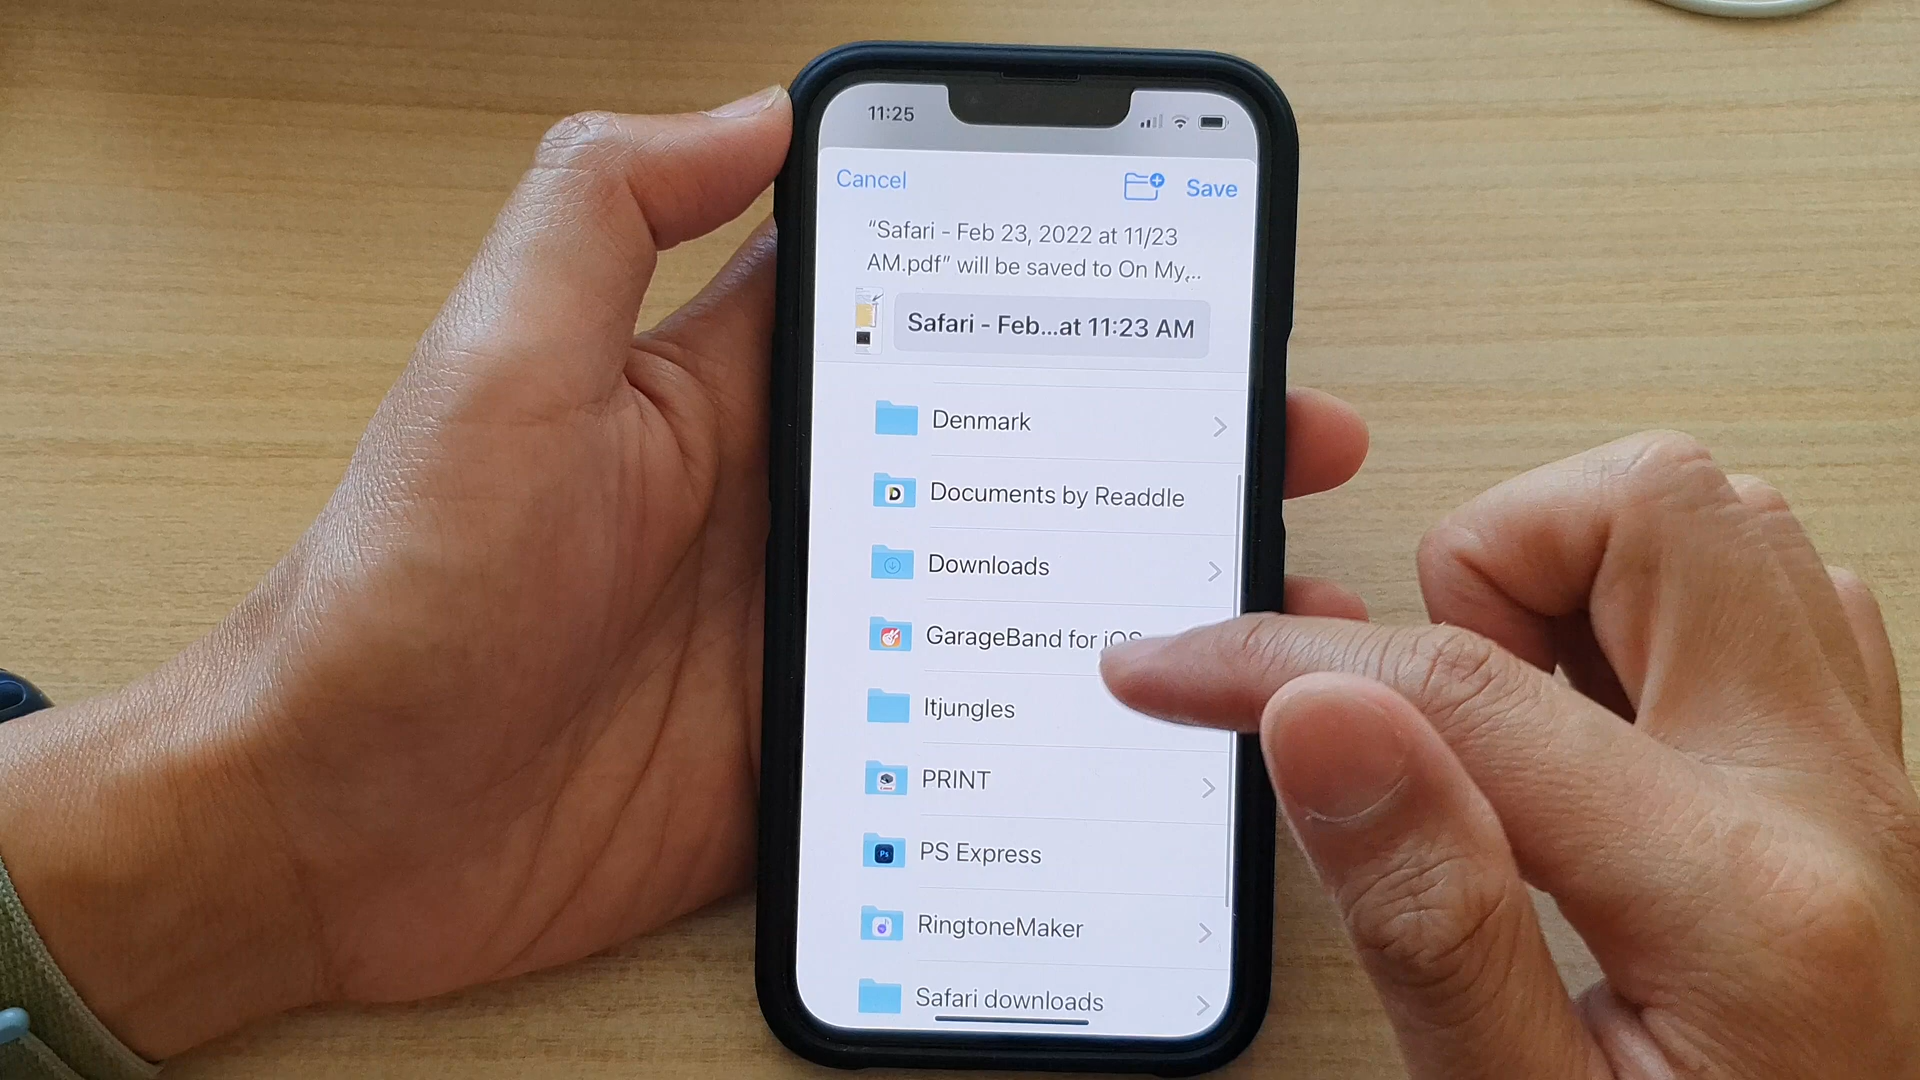 11:25
Cancel
Save
“Safari - Feb 23, 2022 at 11/23
AM.pdf” will be saved to On My...
Safari - Feb...at 11:23 AM
Denmark
Documents by Readdle
Downloads
GarageBand for iOS
Itjungles
PRINT
PS Express
RingtoneMaker
Safari downloads